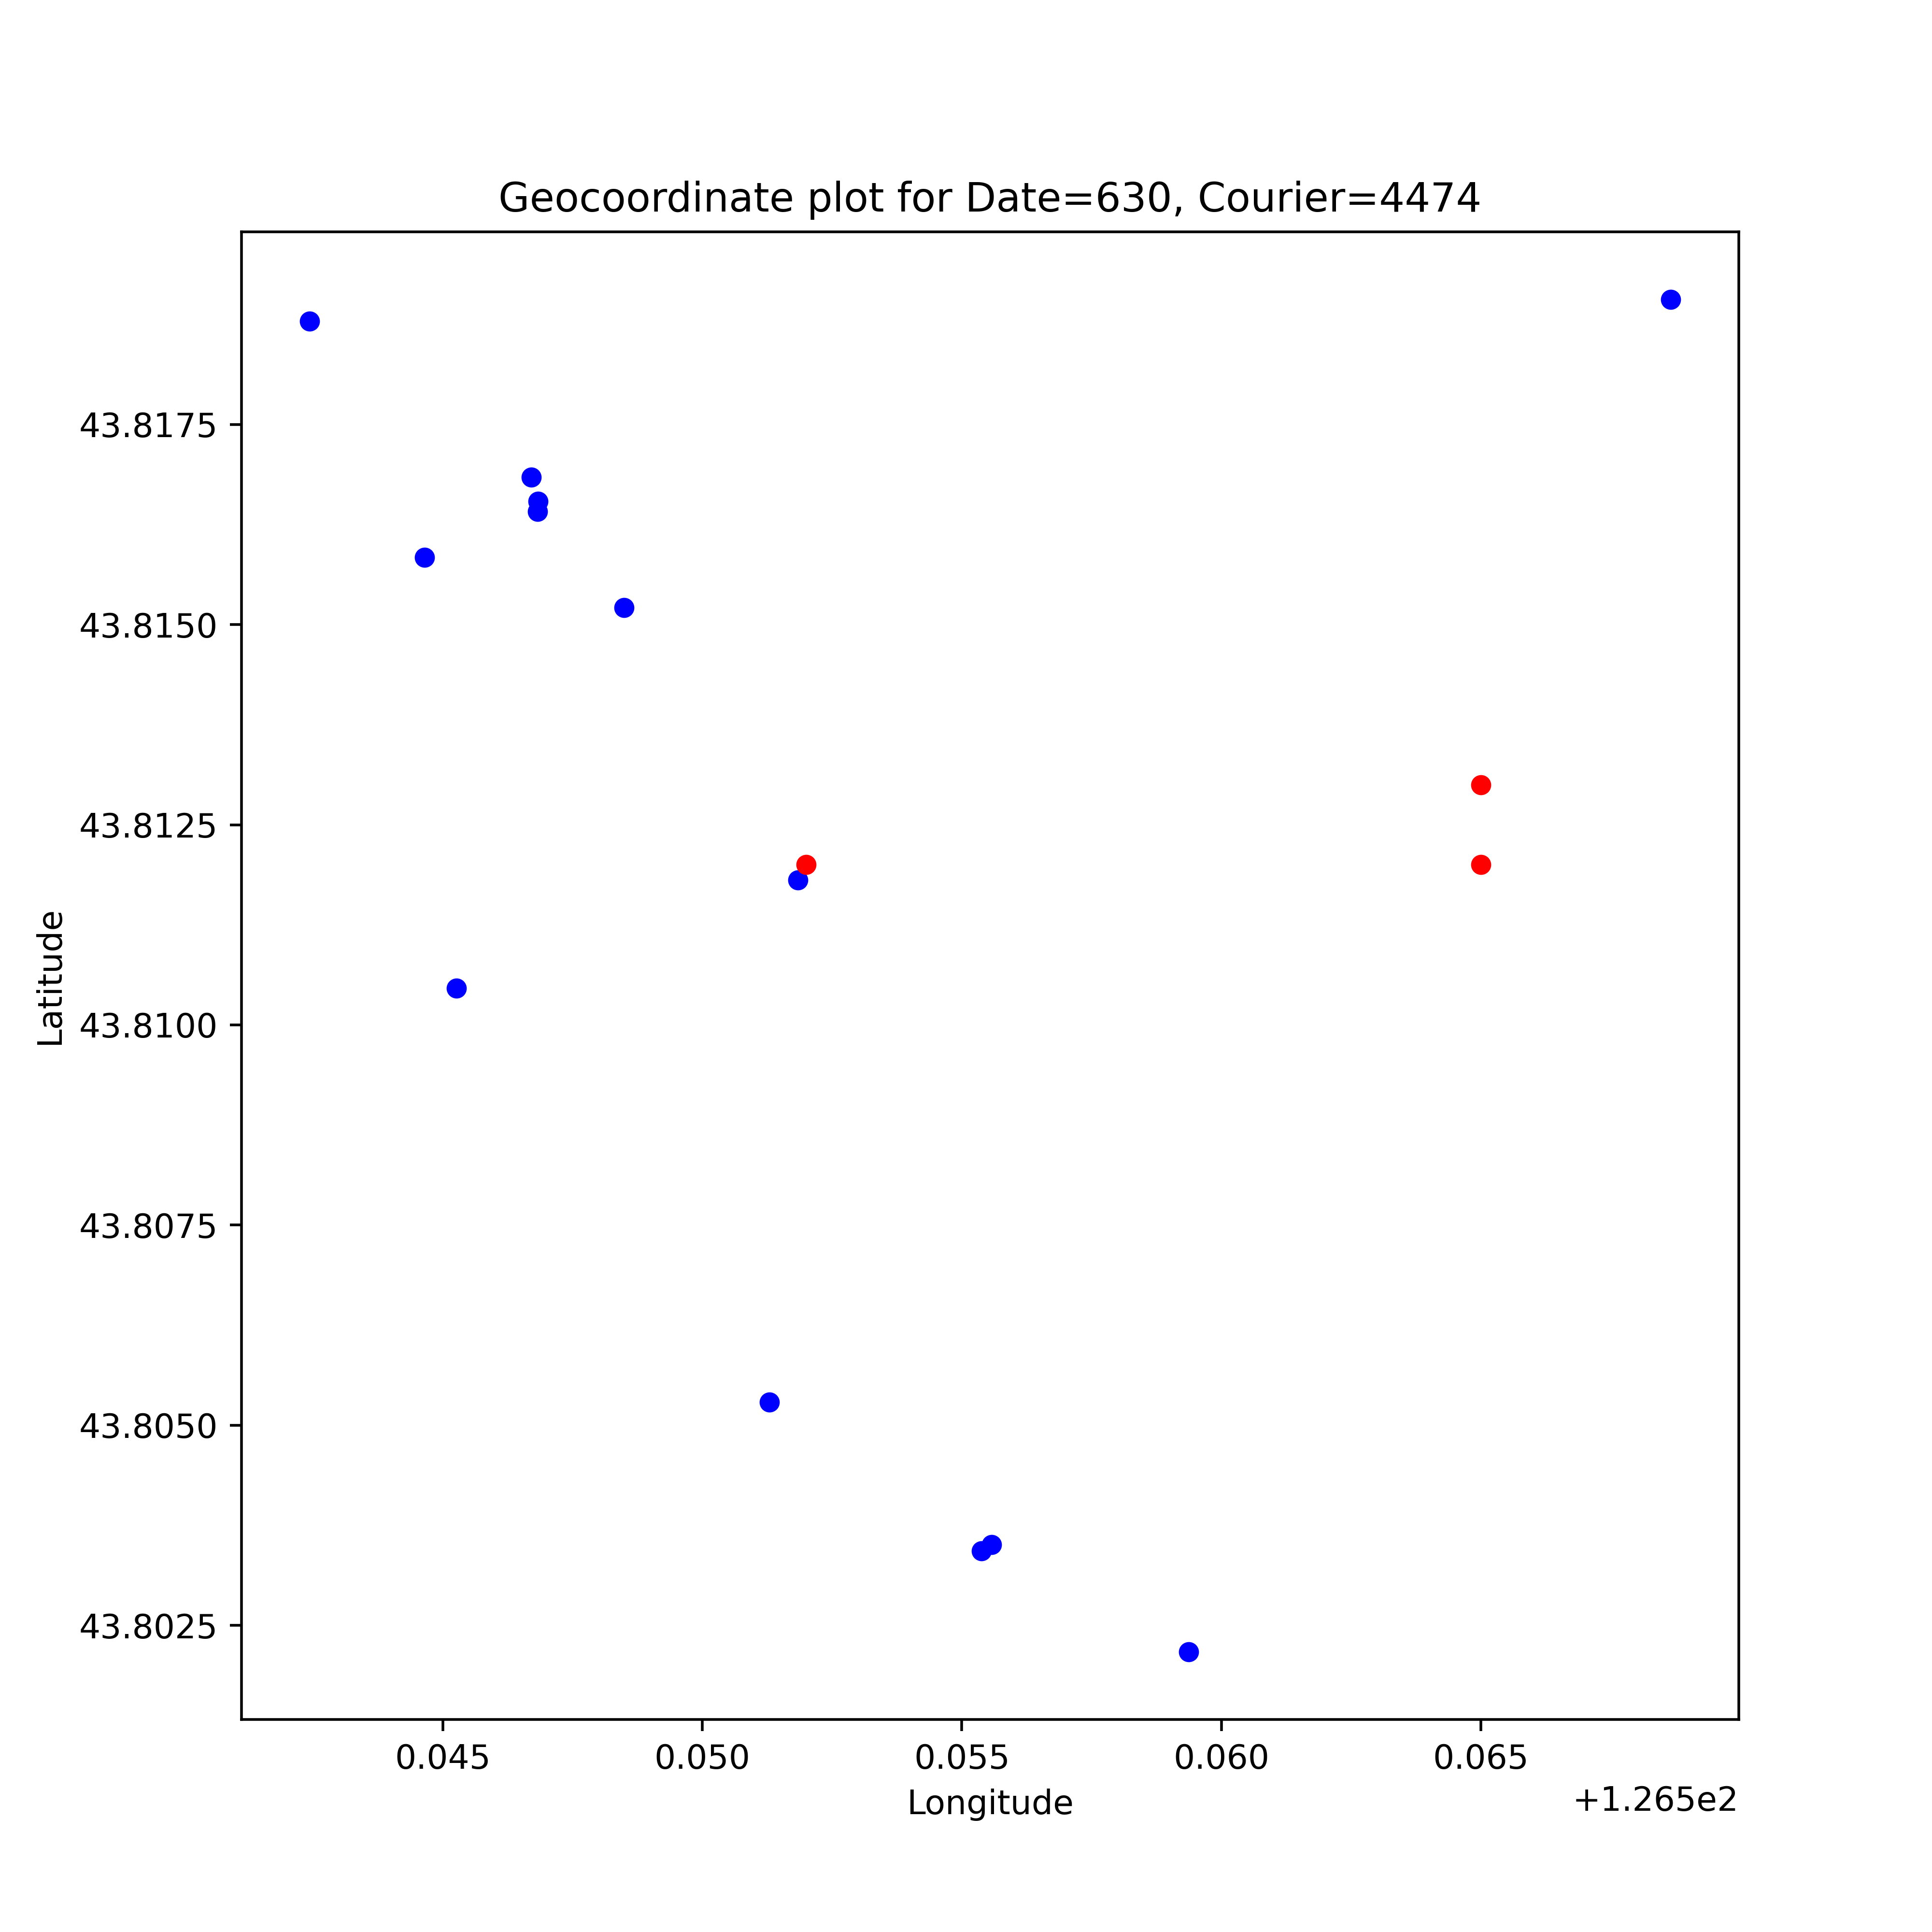 Geocoordinate plot for Date=630, Courier=4474
43.8175
43.8150
43.8125
43.8100
43.8075
43.8050
43.8025
Latitude
0.045 0.050 0.055 0.060 0.065
Longitude
+1.265e2